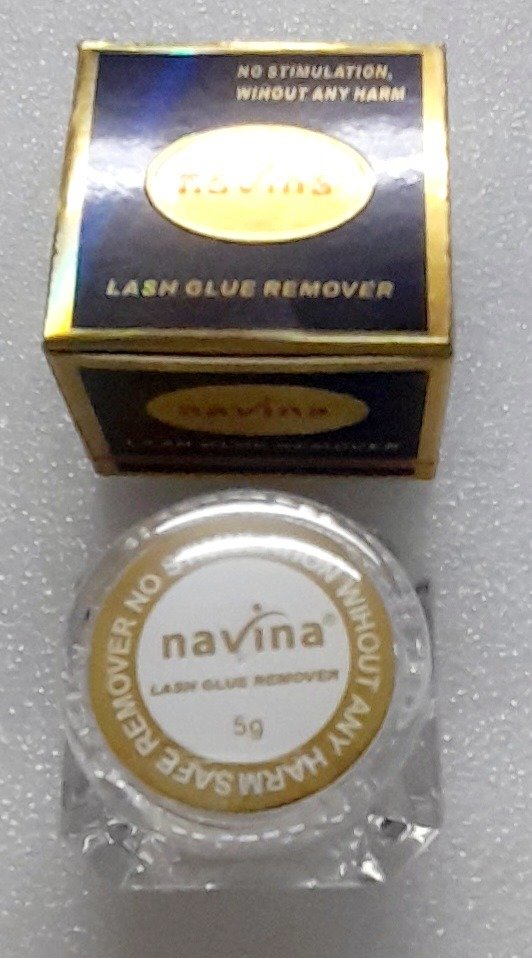 NO STIMULATION,
WIHOUT ANY HARM
navina
LASH GLUE REMOVER
navina
LASH GLUE REMOVER
SAFE REMOVER NO STIMULATION WIHOUT ANY HARM
navina®
LASH GLUE REMOVER
5g